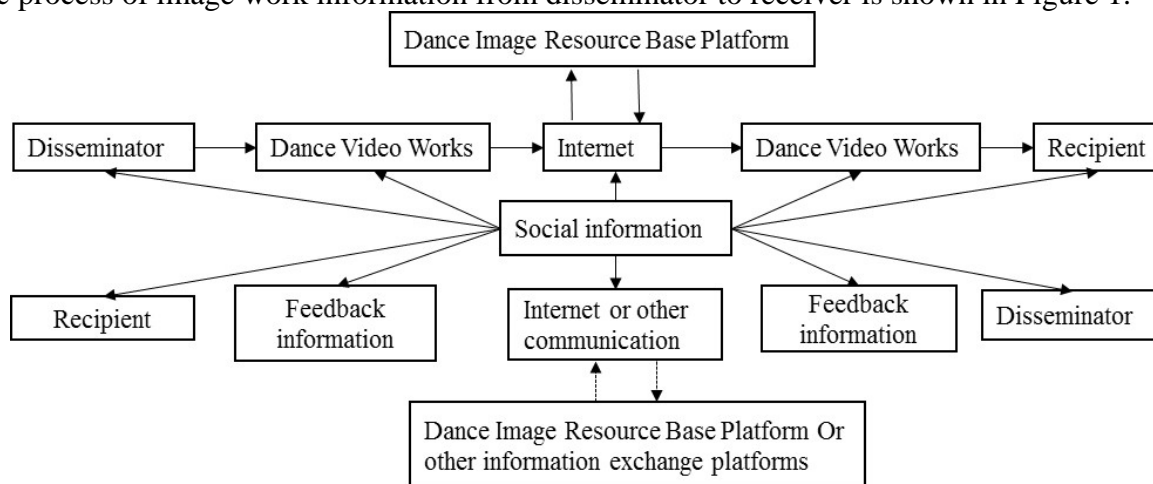 process of image work information from disseminator to receiver is shown in Figure 1.
Dance Image Resource Base Platform
Disseminator
Dance Video Works
Internet
Dance Video Works
Recipient
Social information
Recipient
Feedback
information
Internet or other
communication
Feedback
information
Disseminator
Dance Image Resource Base Platform Or
other information exchange platforms